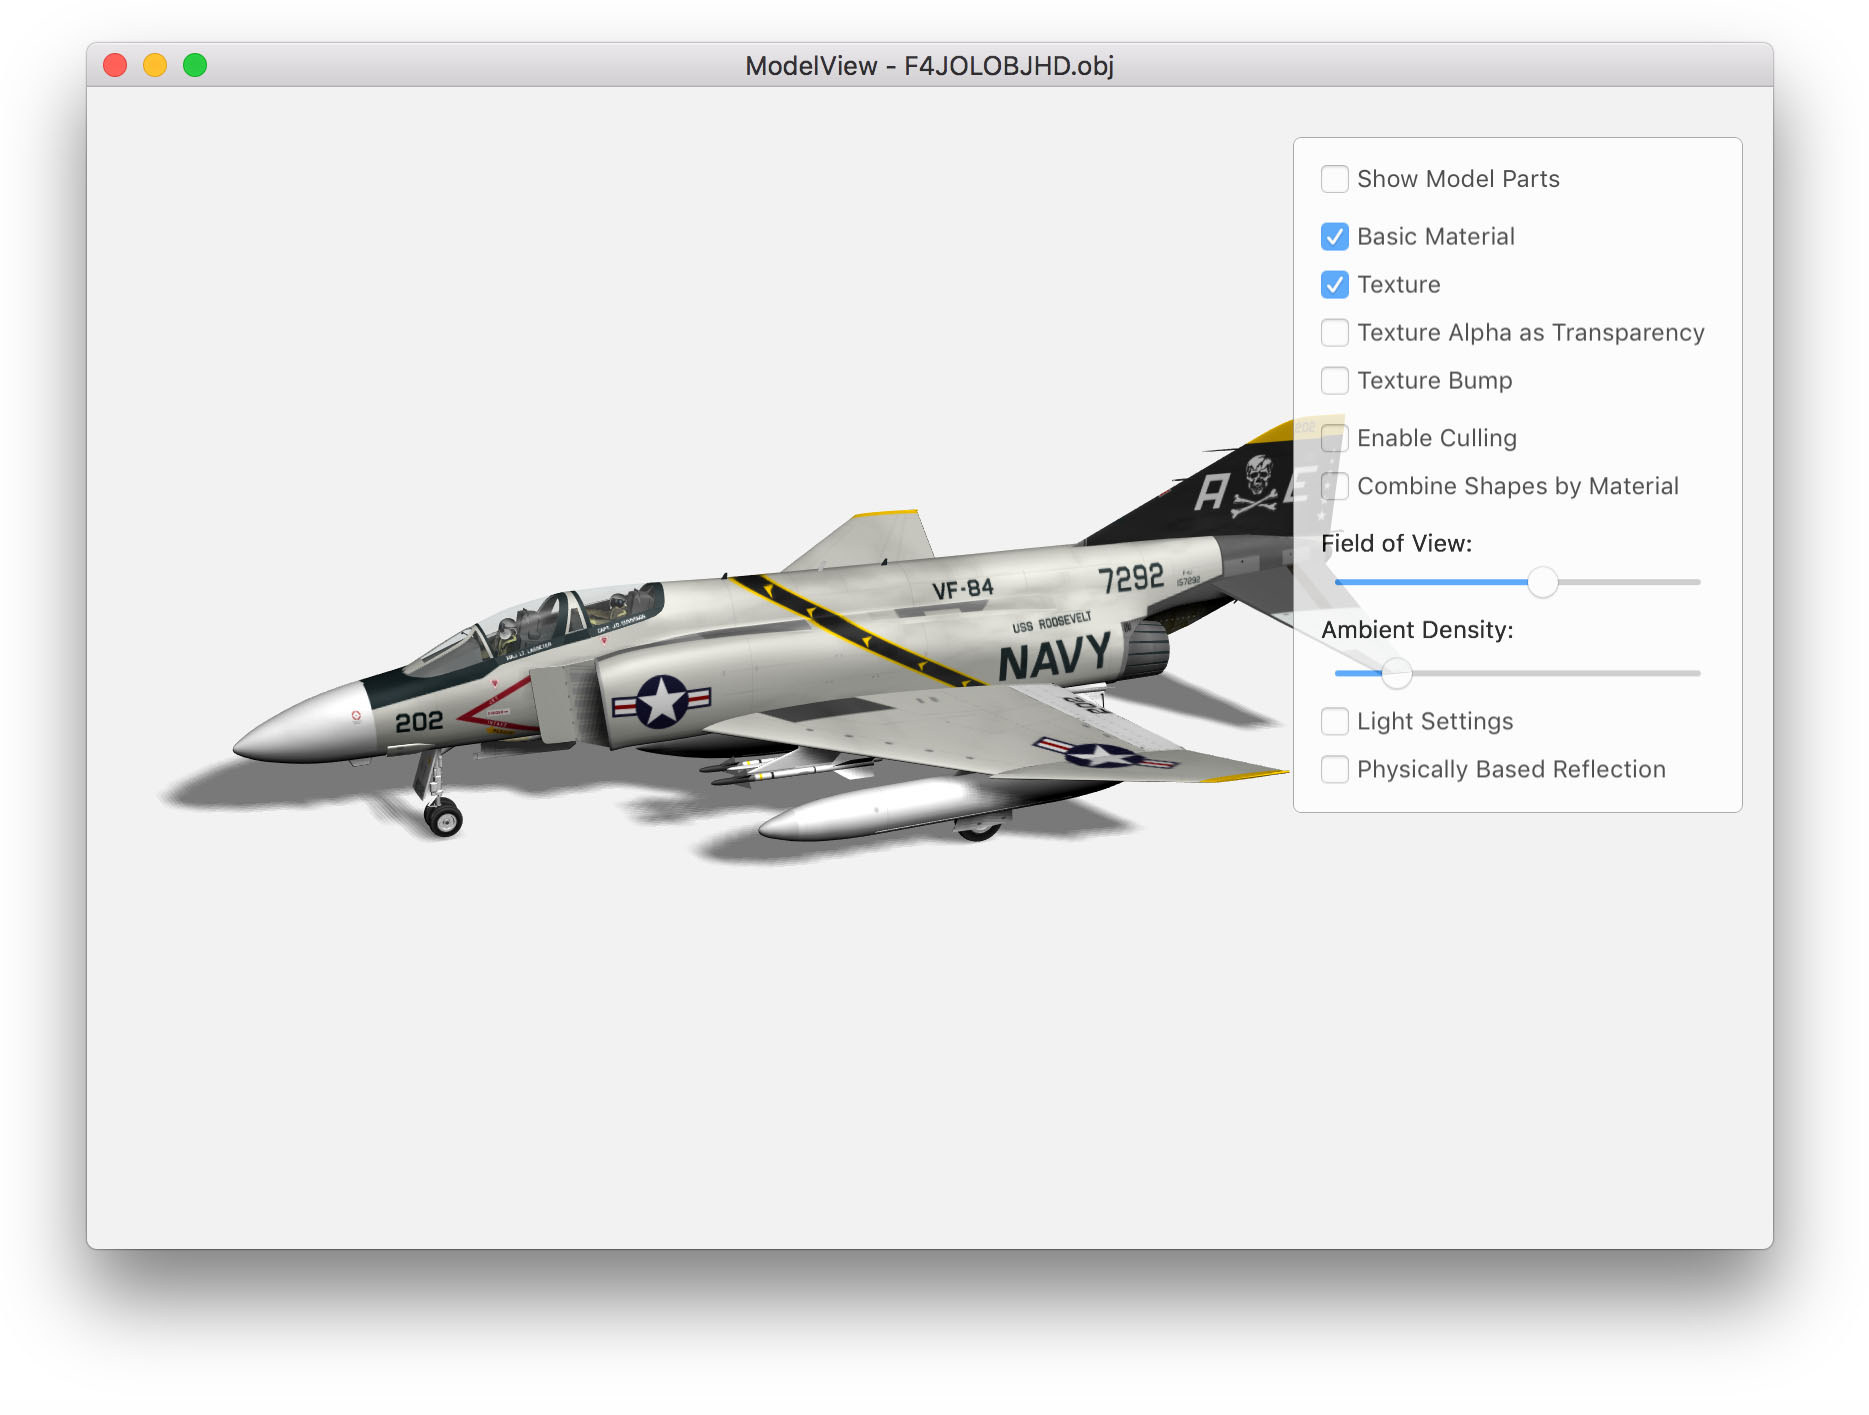 ModelView - F4JOLOBJHD.obj
Show Model Parts
Basic Material
Texture
Texture Alpha as Transparency
Texture Bump
Enable Culling
Combine Shapes by Material
Field of View:
Ambient Density:
Light Settings
Physically Based Reflection
202
A E
7292
VF-84
USS ROOSEVELT
NAVY
202
202